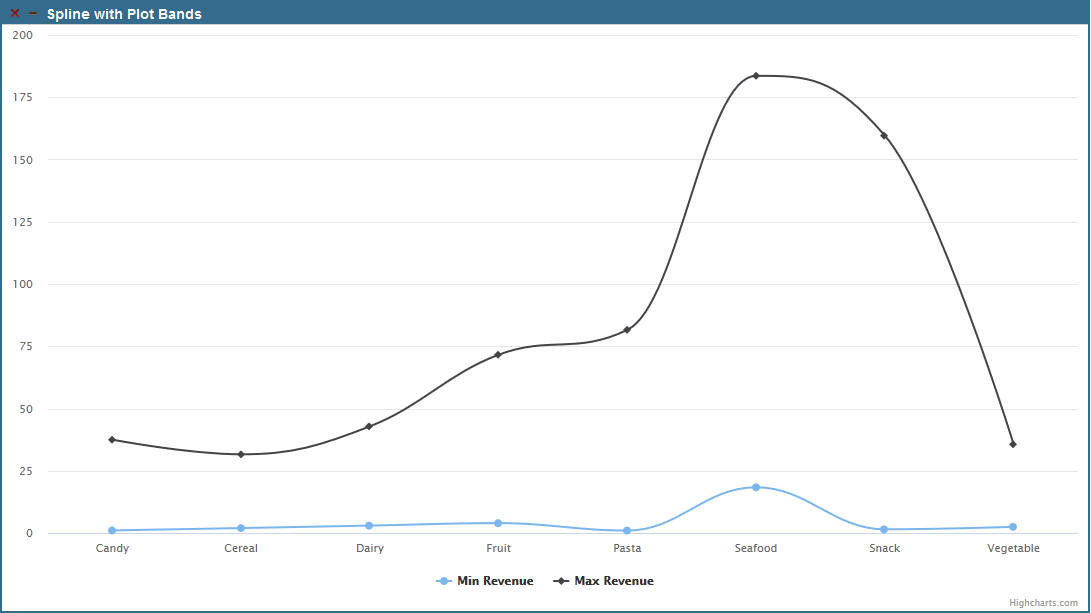 Spline with Plot Bands
200
175
150
125
100
75
50
25
0
Candy Cereal Dairy Fruit Pasta Seafood Snack Vegetable
Min Revenue Max Revenue
Highcharts.com